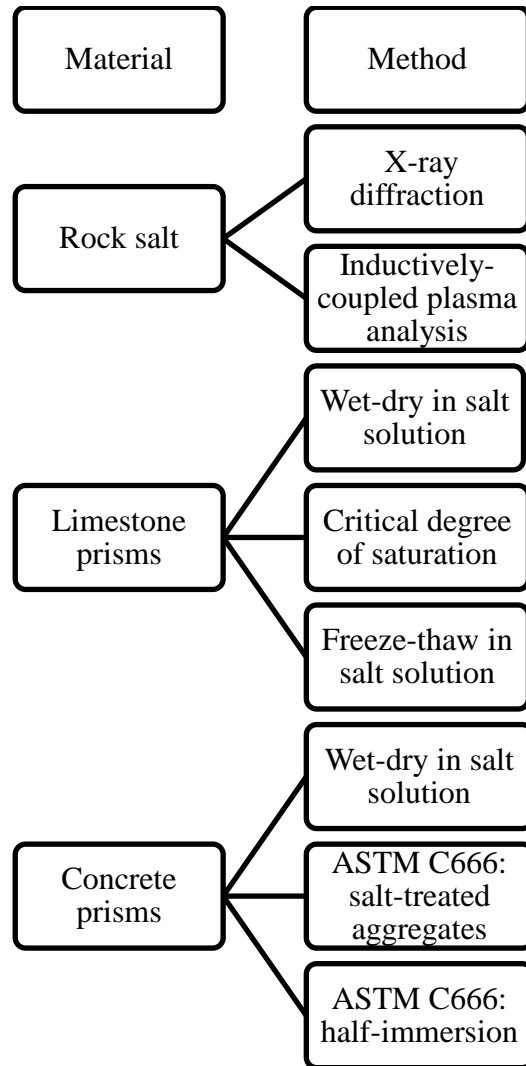 Material
Method
Rock salt
X-ray
diffraction
Inductively-
coupled plasma
analysis
Limestone
prisms
Wet-dry in salt
solution
Critical degree
of saturation
Freeze-thaw in
salt solution
Concrete
prisms
Wet-dry in salt
solution
ASTM C666:
salt-treated
aggregates
ASTM C666:
half-immersion